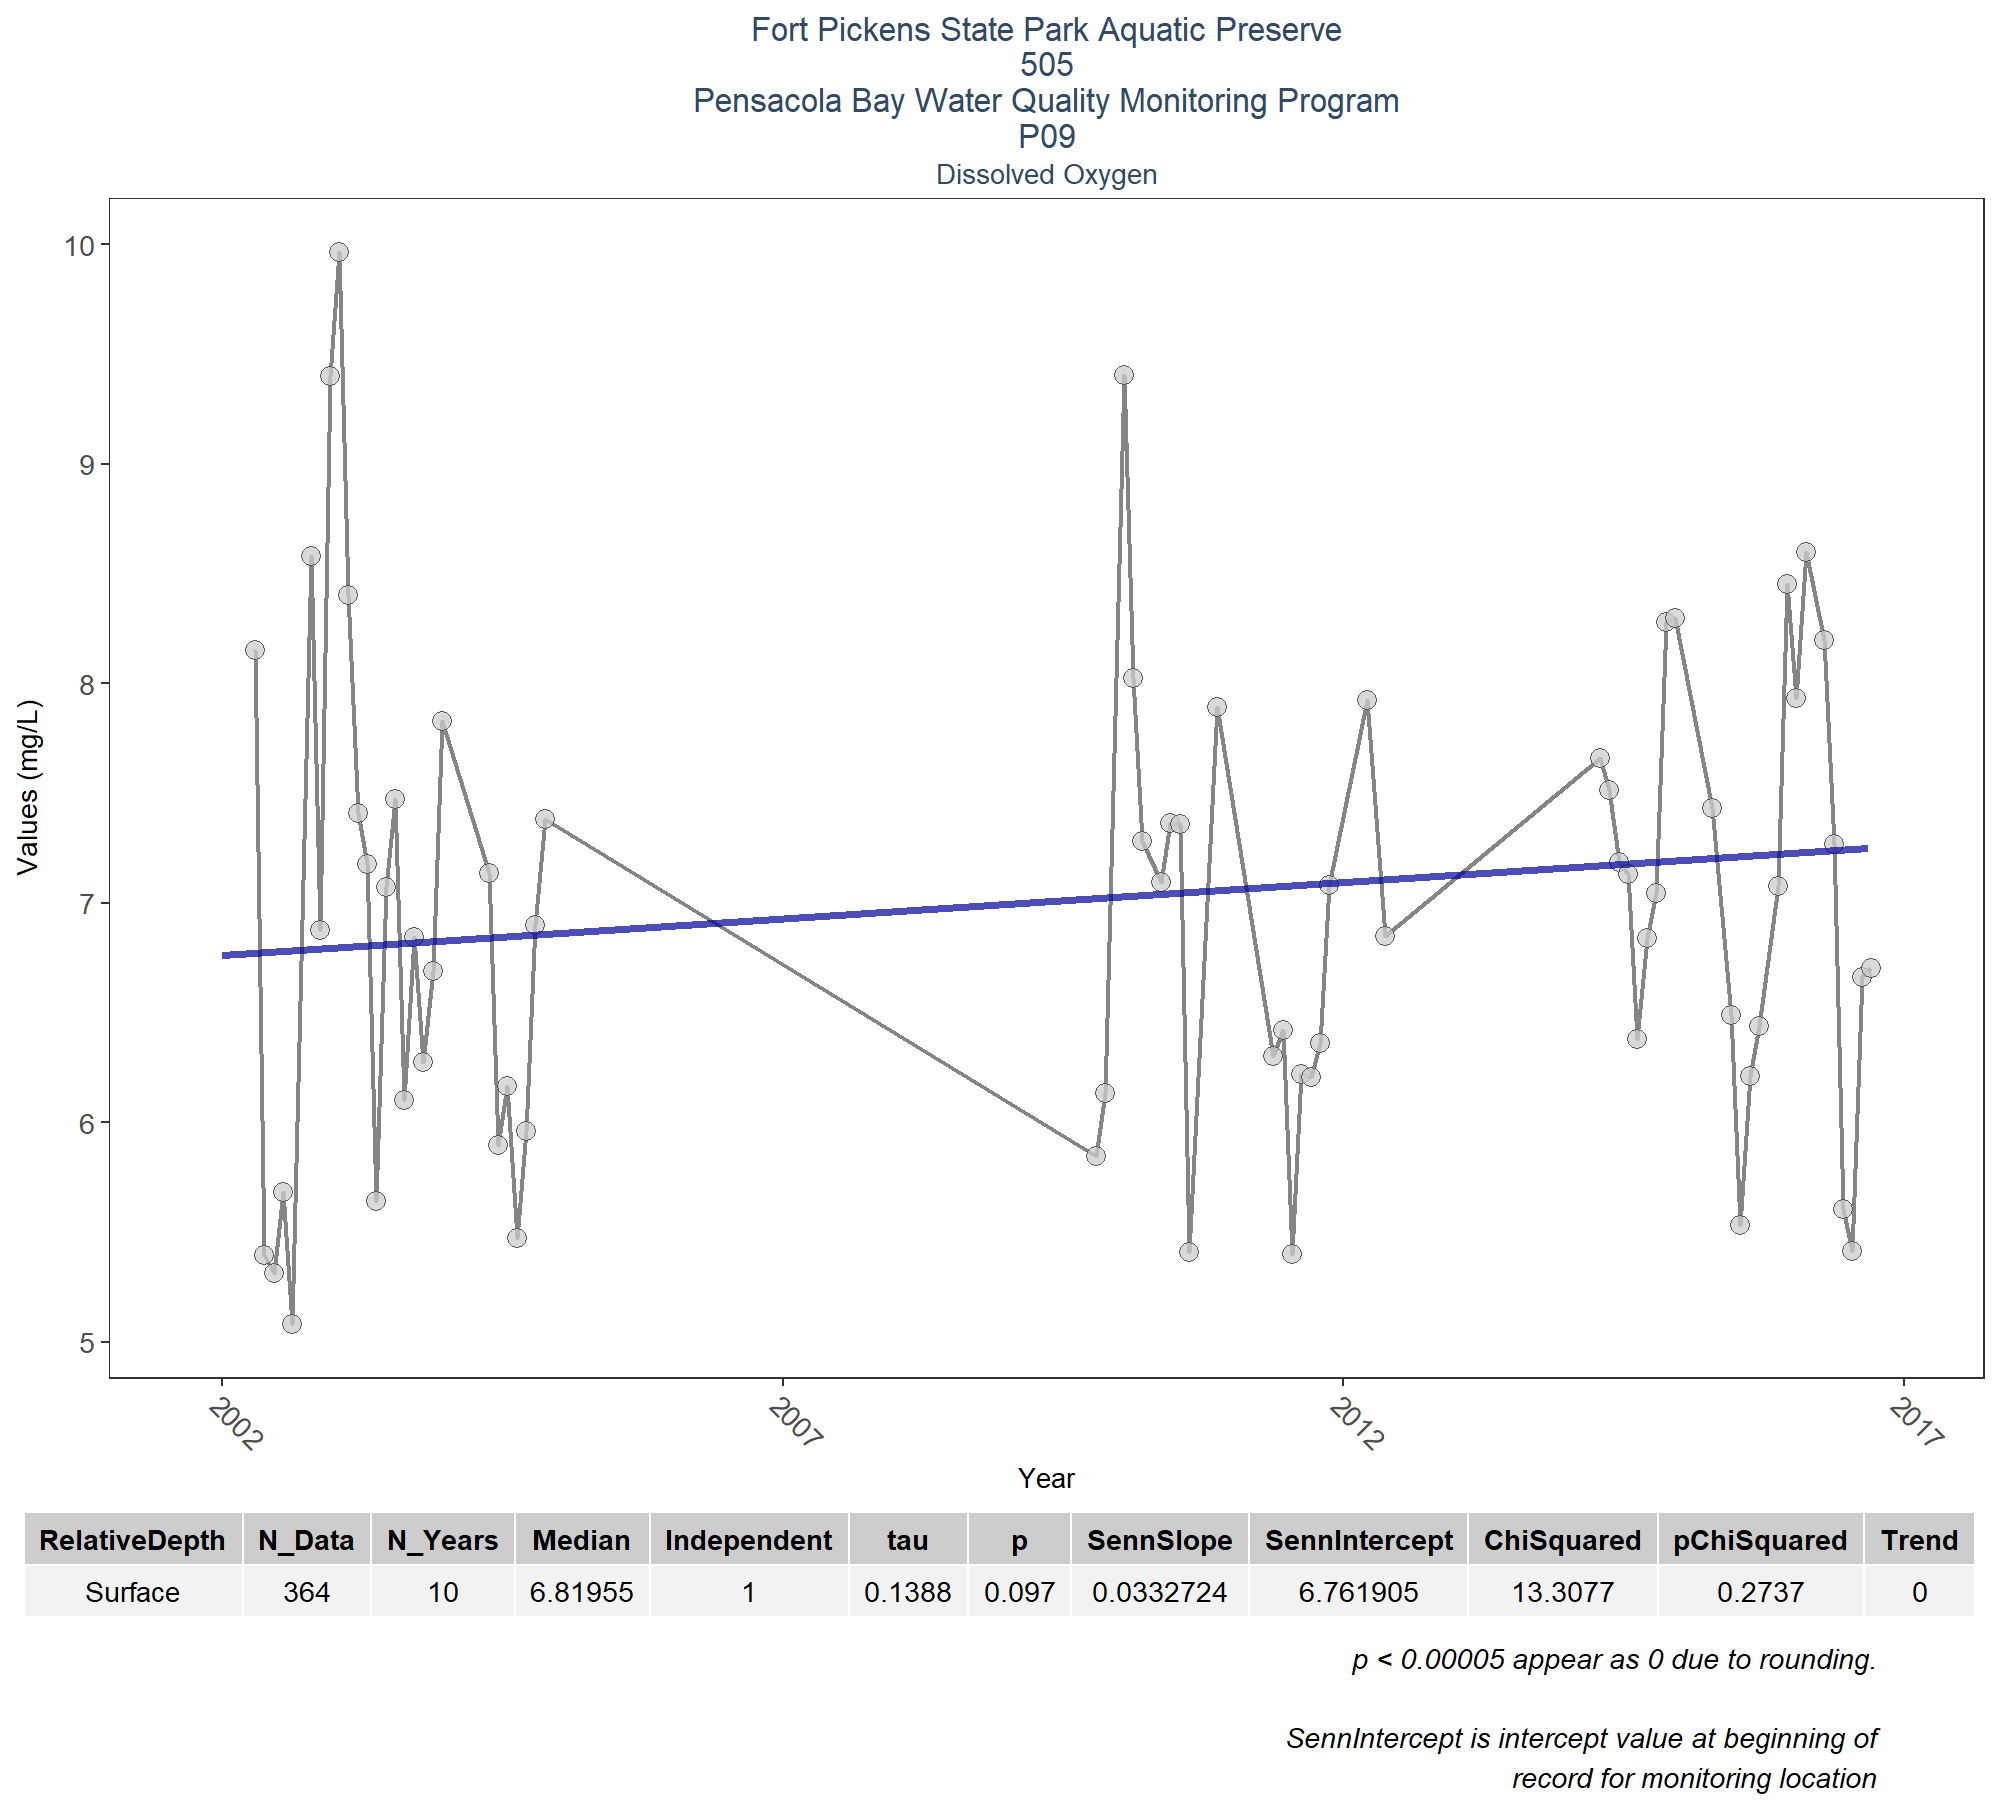 Fort Pickens State Park Aquatic Preserve
505
Pensacola Bay Water Quality Monitoring Program
P09
Dissolved Oxygen
10
9
8
7
6
5
Values (mg/L)
2002 2007 2012 2017
Year
RelativeDepth N_Data N_Years Median Independent tau p SennSlope SennIntercept ChiSquared pChiSquared Trend
Surface 364 10 6.81955 1 0.1388 0.097 0.0332724 6.761905 13.3077 0.2737 0
p < 0.00005 appear as 0 due to rounding.
SennIntercept is intercept value at beginning of
record for monitoring location